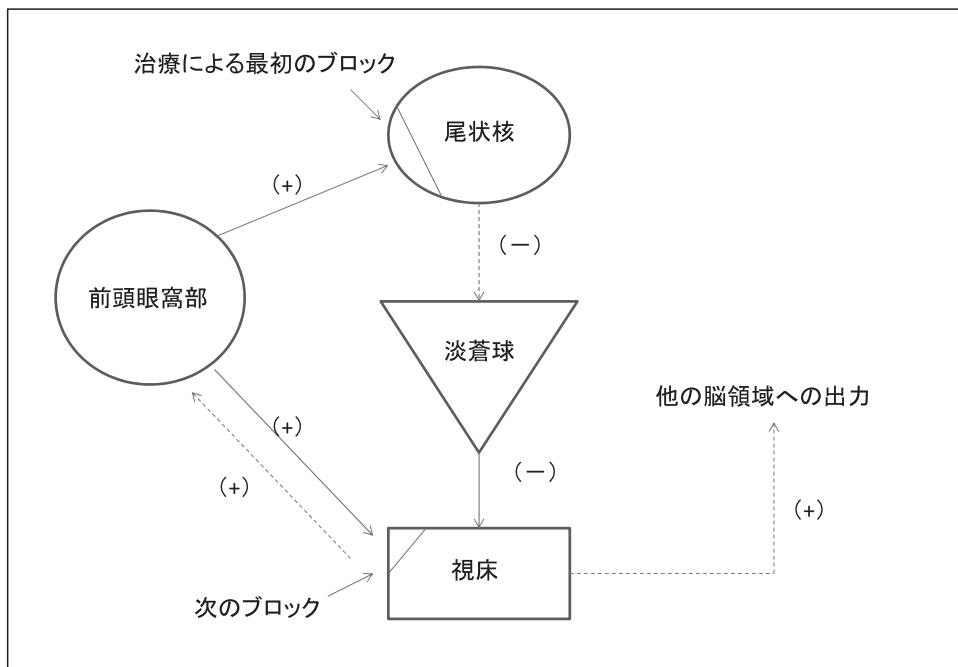 治療による最初のブロック
尾状核
(+)
(−)
前頭眼窩部
淡蒼球
他の脳領域への出力
(+)
(−)
(+)
(+)
視床
次のブロック